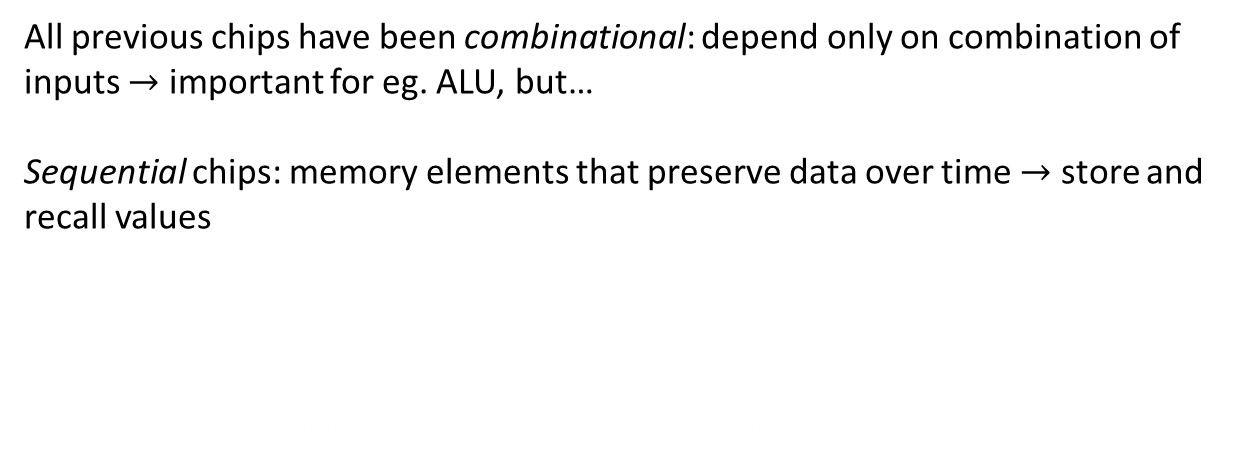 All previous chips have been combinational: depend only on combination of
inputs → important for eg. ALU, but…
Sequential chips: memory elements that preserve data over time → store and
recall values